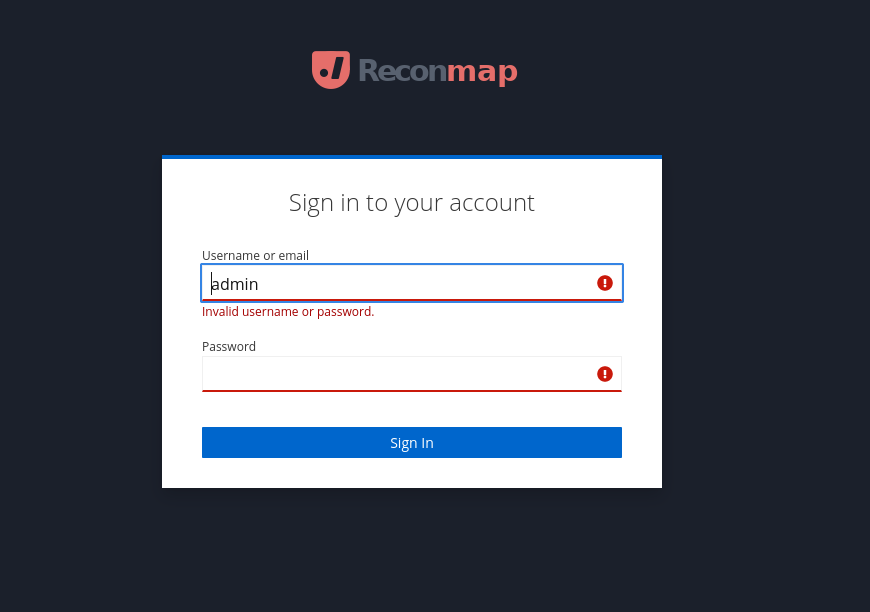 Reconmap
Sign in to your account
Username or email
admin
Invalid username or password.
Password
Sign In